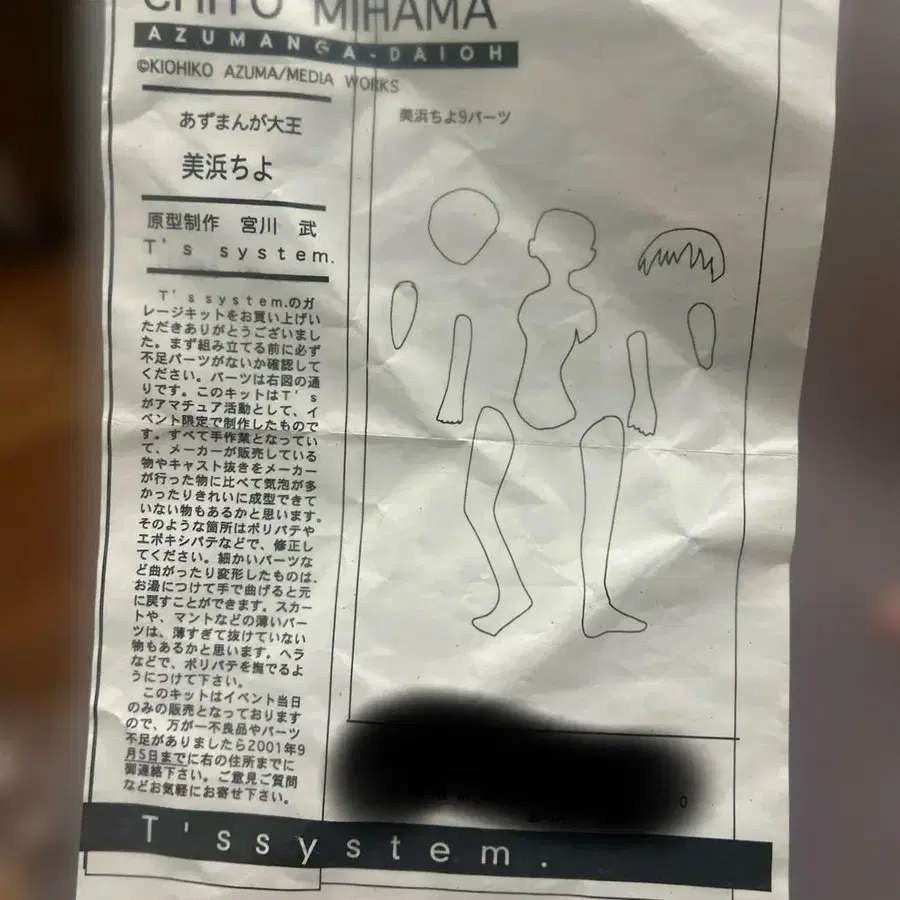 CHIYO MIHAMA
AZUMANGA-DAIOH
©KIOHIKO AZUMA/MEDIA WORKS
あずまんが大王
美浜ちよ
原型制作 宮川 武
T's system.
T's system.のガ
レージキットをお買い上げい
ただきありがとうございまし
た。まず組み立てる前に必ず
不足パーツがないか確認して
ください。パーツは右図の通
りです。このキットはT's
がアマチュア活動として、イ
ベント限定で制作したもので
す。すべて手作業となってい
て、メーカーが販売している
物やキャスト抜きをメーカー
が行った物に比べて気泡が多
かったりきれいに成型できて
いない物もあるかと思います。
そのような箇所はポリパテや
エポキシパテなどで、修正し
てください。細かいパーツな
ど曲がったり変形したものは、
お湯につけて手で曲げると元
に戻すことができます。スカー
トや、マントなどの薄いパー
ツは、薄すぎて抜けていない
物もあるかと思います。ヘラ
などで、ポリパテを撫でるよ
うにつけて下さい。
このキットはイベント当日
のみの販売となっております
ので、万が一不良品やパーツ
不足がありましたら2001年9
月5日までに右の住所までに
御連絡下さい。ご意見ご質問
などお気軽にお寄せ下さい。
美浜ちよ9パーツ
0
T'ssystem.